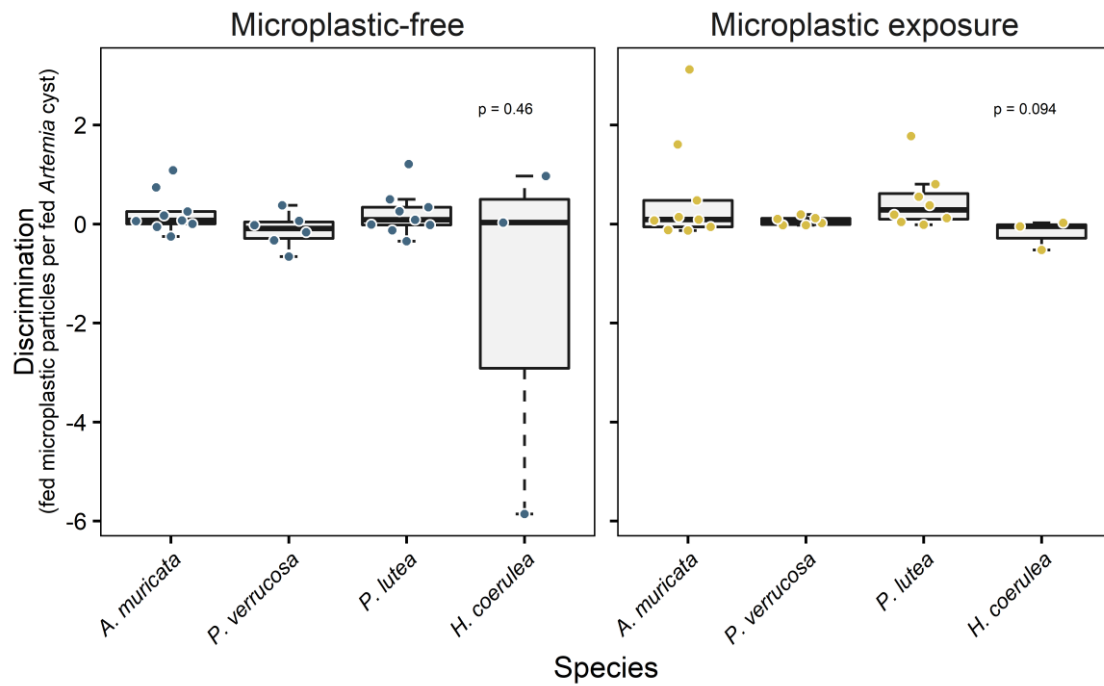 Microplastic-free
Microplastic exposure
Discrimination
(fed microplastic particles per fed Artemia cyst)
p = 0.46
p = 0.094
2
0
-2
-4
-6
A. muricata
P. verrucosa
P. lutea
H. coerulea
A. muricata
P. verrucosa
P. lutea
H. coerulea
Species